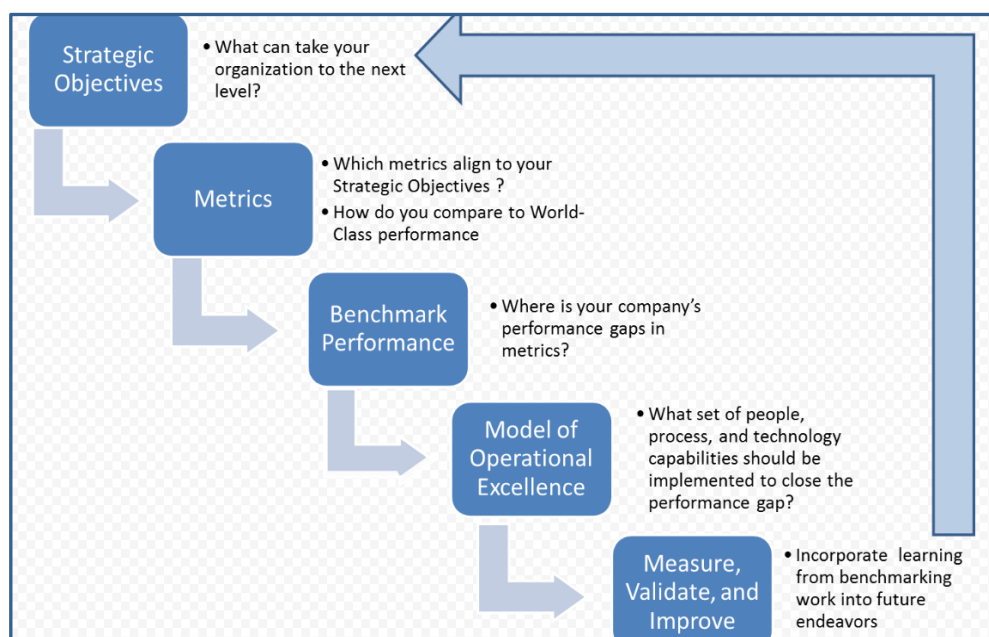 Strategic
Objectives
• What can take your
organization to the next
level?
Metrics
• Which metrics align to your
Strategic Objectives ?
• How do you compare to World-
Class performance
Benchmark
Performance
• Where is your company’s
performance gaps in
metrics?
Model of
Operational
Excellence
• What set of people,
process, and technology
capabilities should be
implemented to close the
performance gap?
Measure,
Validate, and
Improve
• Incorporate learning
from benchmarking
work into future
endeavors